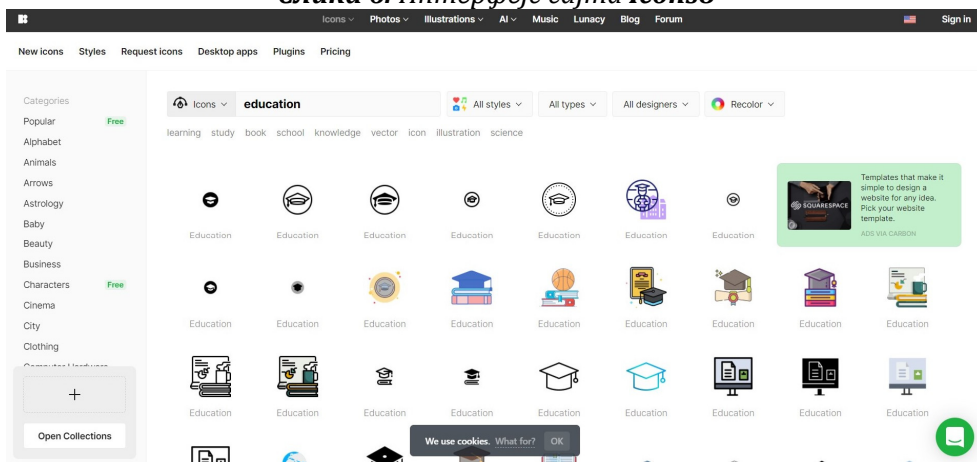 Icons Photos Illustrations AI Music Lunacy Blog Forum Sign in
New icons Styles Request icons Desktop apps Plugins Pricing
Categories
Popular Free
Alphabet
Animals
Arrows
Astrology
Baby
Beauty
Business
Characters Free
Cinema
City
Clothing
+
Open Collections
Icons education All styles All types All designers Recolor
learning study book school knowledge vector icon illustration science
Education Education Education Education Education Education Education
SQUARESPACE
Templates that make it
simple to design a
website for any idea.
Pick your website
template.
ADS VIA CARBON
Education Education Education Education Education Education Education Education Education
Education Education Education Education Education Education Education Education Education
We use cookies. What for? OK